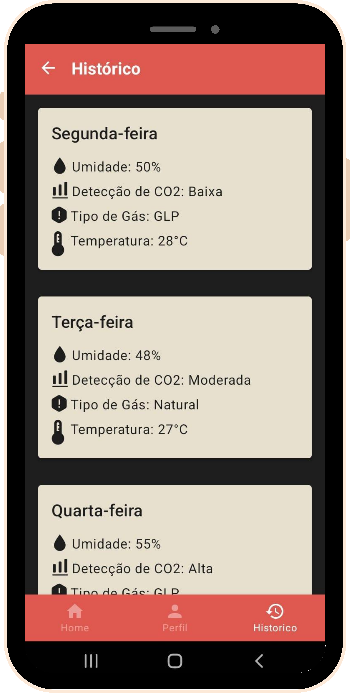 Histórico
Segunda-feira
Umidade: 50%
Detecção de CO2: Baixa
Tipo de Gás: GLP
Temperatura: 28°C
Terça-feira
Umidade: 48%
Detecção de CO2: Moderada
Tipo de Gás: Natural
Temperatura: 27°C
Quarta-feira
Umidade: 55%
Detecção de CO2: Alta
Tipo de Gás: GLP
Home
Perfil
Historico